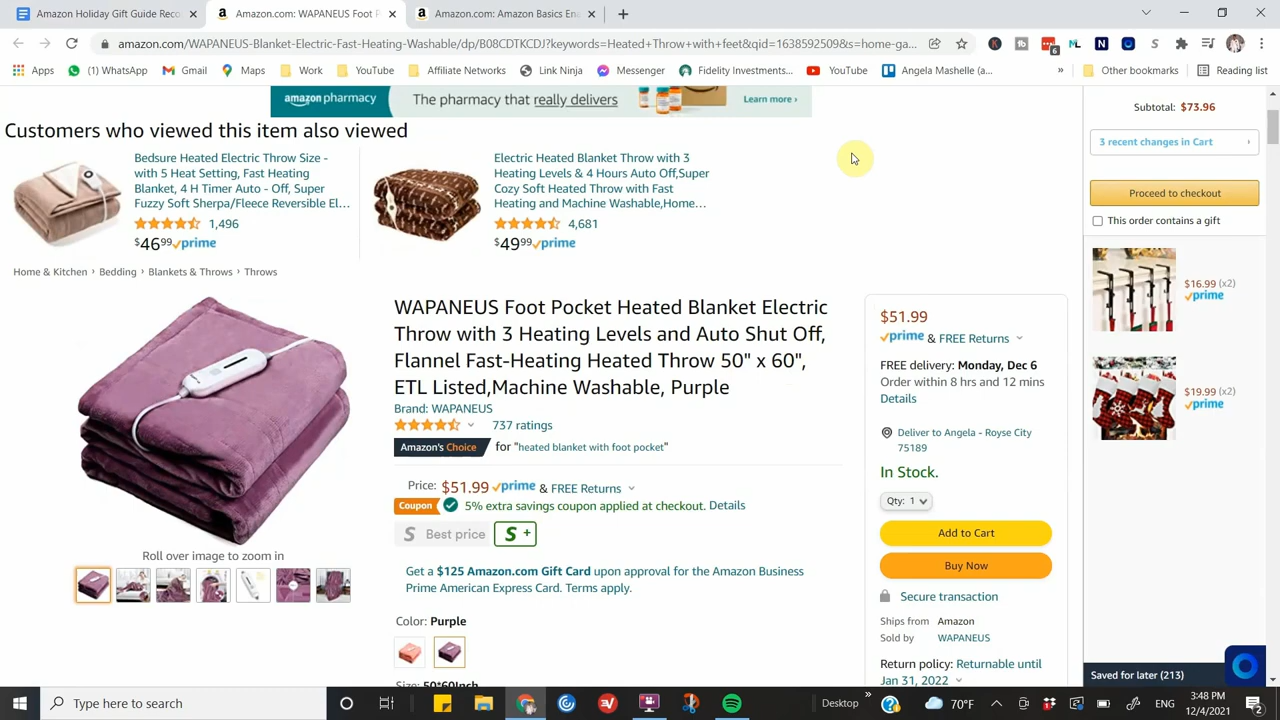 Amazon Holiday Gift Guide Reco
Amazon.com: WAPANEUS Foot P
Amazon.com: Amazon Basics En
amazon.com/WAPANEUS-Blanket-Electric-Fast-Heating-Washable/dp/B08CDTKCDJ?keywords=Heated+Throw+with+feet&qid=1638592509&s=home-ga...
Apps
(1) WhatsApp
Gmail
Maps
Work
YouTube
Affiliate Networks
Link Ninja
Messenger
Fidelity Investments...
YouTube
Angela Mashelle (a...
»
Other bookmarks
Reading list
amazon pharmacy
The pharmacy that really delivers
Learn more ›
Customers who viewed this item also viewed
Bedsure Heated Electric Throw Size -
with 5 Heat Setting, Fast Heating
Blanket, 4 H Timer Auto - Off, Super
Fuzzy Soft Sherpa/Fleece Reversible El...
1,496
$46⁹⁹ prime
Electric Heated Blanket Throw with 3
Heating Levels & 4 Hours Auto Off,Super
Cozy Soft Heated Throw with Fast
Heating and Machine Washable,Home...
4,681
$49⁹⁹ prime
Home & Kitchen › Bedding › Blankets & Throws › Throws
Roll over image to zoom in
WAPANEUS Foot Pocket Heated Blanket Electric
Throw with 3 Heating Levels and Auto Shut Off,
Flannel Fast-Heating Heated Throw 50" x 60",
ETL Listed,Machine Washable, Purple
Brand: WAPANEUS
737 ratings
Amazon's Choice for "heated blanket with foot pocket"
Price: $51.99 prime & FREE Returns
Coupon 5% extra savings coupon applied at checkout. Details
S Best price S +
Get a $125 Amazon.com Gift Card upon approval for the Amazon Business
Prime American Express Card. Terms apply.
Color: Purple
Size: 50*60Inch
$51.99
prime & FREE Returns
FREE delivery: Monday, Dec 6
Order within 8 hrs and 12 mins
Details
Deliver to Angela - Royse City
75189
In Stock.
Qty: 1
Add to Cart
Buy Now
Secure transaction
Ships from Amazon
Sold by WAPANEUS
Return policy: Returnable until
Jan 31, 2022
Subtotal: $73.96
3 recent changes in Cart ›
Proceed to checkout
This order contains a gift
$16.99 (x2)
prime
$19.99 (x2)
prime
Saved for later (213)
Type here to search
Desktop
»
70°F
3:48 PM
12/4/2021